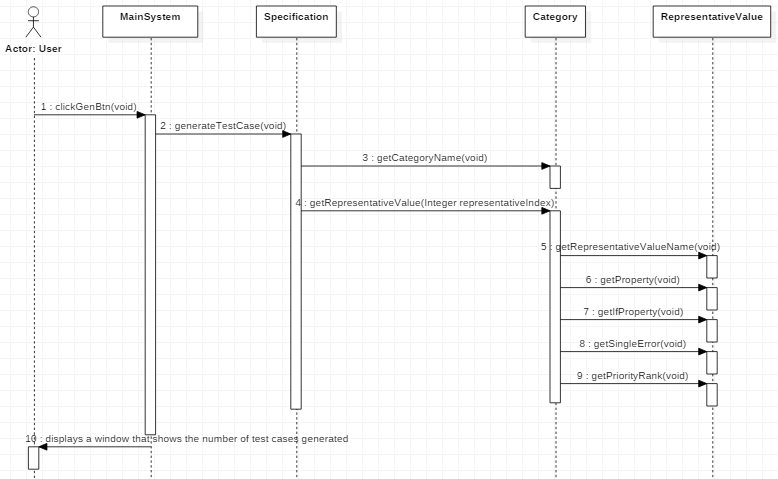 MainSystem
Specification
Category
RepresentativeValue
Actor: User
1 : clickGenBtn(void)
2 : generateTestCase(void)
3 : getCategoryName(void)
4 : getRepresentativeValue(Integer representativeIndex)
5 : getRepresentativeValueName(void)
6 : getProperty(void)
7 : getIfProperty(void)
8 : getSingleError(void)
9 : getPriorityRank(void)
10 : displays a window that shows the number of test cases generated